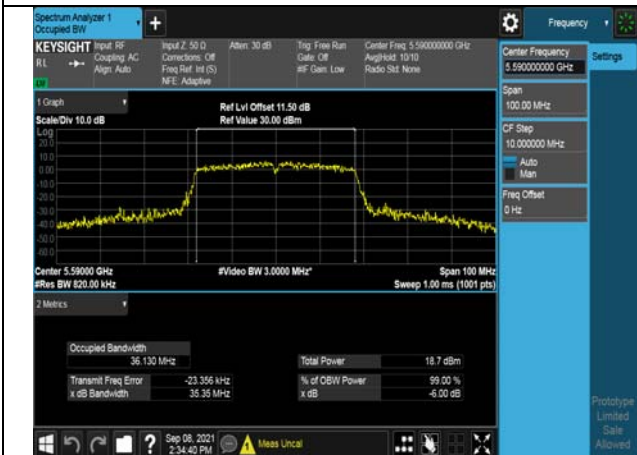 Spectrum Analyzer 1
Occupied BW
+
Frequency
KEYSIGHT
Input: RF
Input Z: 50 Ω
Atten: 30 dB
Trig: Free Run
Center Freq: 5.590000000 GHz
RL
Coupling: AC
Corrections: Off
Gate: Off
Avg|Hold: 10/10
Align: Auto
Freq Ref: Int (S)
#IF Gain: Low
Radio Std: None
NFE: Adaptive
1 Graph
Ref Lvl Offset 11.50 dB
Scale/Div 10.0 dB
Ref Value 30.00 dBm
Log
20.0
10.0
0.00
-10.0
-20.0
-30.0
-40.0
-50.0
-60.0
Center 5.59000 GHz
#Video BW 3.0000 MHz*
Span 100 MHz
#Res BW 820.00 kHz
Sweep 1.00 ms (1001 pts)
2 Metrics
Occupied Bandwidth
36.130 MHz
Total Power
18.7 dBm
Transmit Freq Error
-23.356 kHz
% of OBW Power
99.00 %
x dB Bandwidth
35.35 MHz
x dB
-6.00 dB
Sep 08, 2021
2:34:40 PM
Meas Uncal
Center Frequency
5.590000000 GHz
Settings
Span
100.00 MHz
CF Step
10.000000 MHz
Auto
Man
Freq Offset
0 Hz
Prototype
Limited
Sale
Allowed